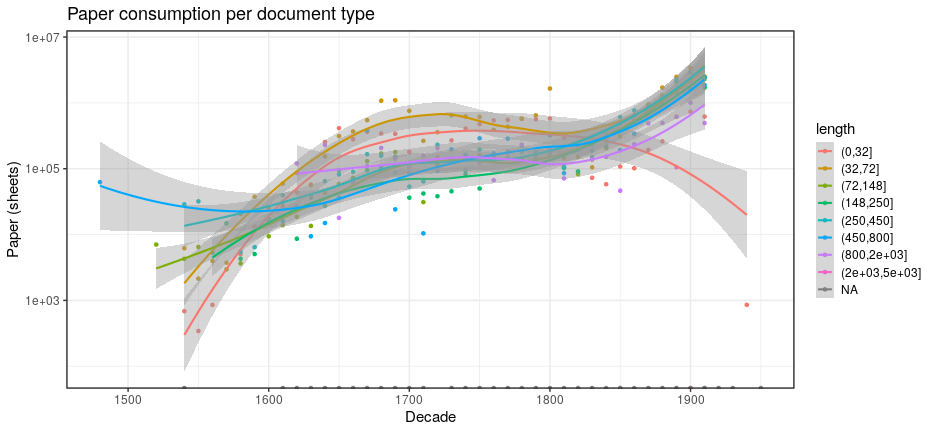 Paper consumption per document type
1e+07
1e+05
1e+03
Paper (sheets)
1500 1600 1700 1800 1900
Decade
length
(0,32]
(32,72]
(72,148]
(148,250]
(250,450]
(450,800]
(800,2e+03]
(2e+03,5e+03]
NA